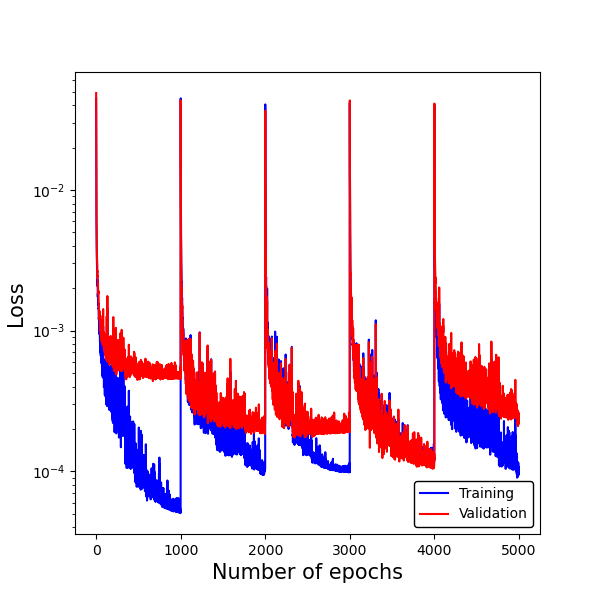 Loss
10⁻²
10⁻³
10⁻⁴
0 1000 2000 3000 4000 5000
Number of epochs
Training
Validation